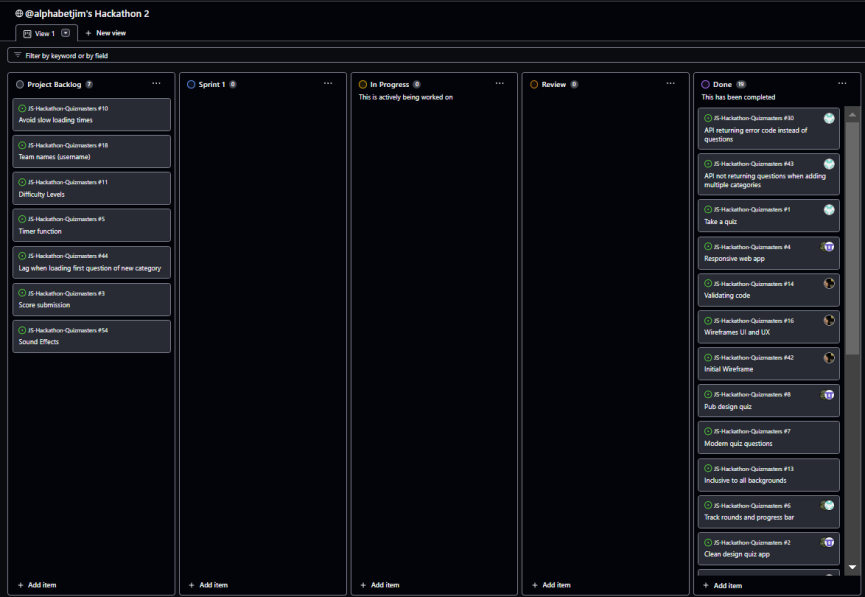 @alphabetjim's Hackathon 2
View 1
+ New view
Filter by keyword or by field
Project Backlog 7 ...
JS-Hackathon-Quizmasters #10
Avoid slow loading times
JS-Hackathon-Quizmasters #18
Team names (username)
JS-Hackathon-Quizmasters #11
Difficulty Levels
JS-Hackathon-Quizmasters #5
Timer function
JS-Hackathon-Quizmasters #44
Lag when loading first question of new category
JS-Hackathon-Quizmasters #3
Score submission
JS-Hackathon-Quizmasters #54
Sound Effects
+ Add item
Sprint 1 0 ...
+ Add item
In Progress 0 ...
This is actively being worked on
+ Add item
Review 0 ...
+ Add item
Done 19 ...
This has been completed
JS-Hackathon-Quizmasters #30
API returning error code instead of
questions
JS-Hackathon-Quizmasters #43
API not returning questions when adding
multiple categories
JS-Hackathon-Quizmasters #1
Take a quiz
JS-Hackathon-Quizmasters #4
Responsive web app
JS-Hackathon-Quizmasters #14
Validating code
JS-Hackathon-Quizmasters #16
Wireframes UI and UX
JS-Hackathon-Quizmasters #42
Initial Wireframe
JS-Hackathon-Quizmasters #8
Pub design quiz
JS-Hackathon-Quizmasters #7
Modern quiz questions
JS-Hackathon-Quizmasters #13
Inclusive to all backgrounds
JS-Hackathon-Quizmasters #6
Track rounds and progress bar
JS-Hackathon-Quizmasters #2
Clean design quiz app
+ Add item